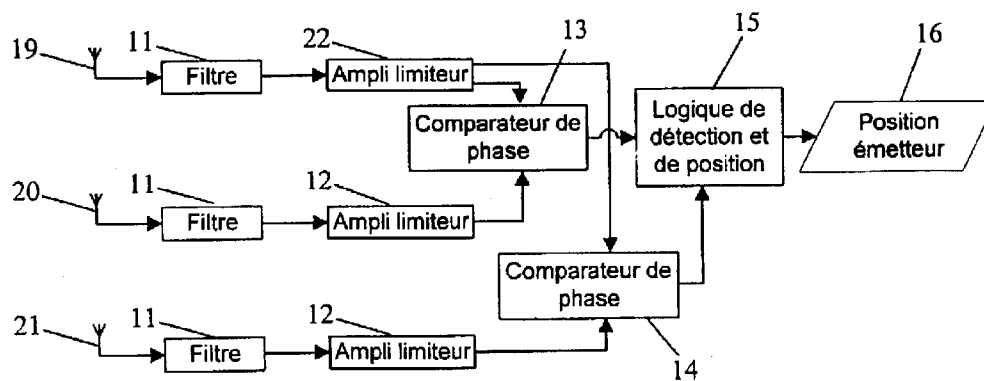 19
11
22
13
15
16
Filtre
Ampli limiteur
Comparateur de
phase
Logique de
détection et
de position
Position
émetteur
20
11
12
Filtre
Ampli limiteur
Comparateur de
phase
21
11
12
14
Filtre
Ampli limiteur